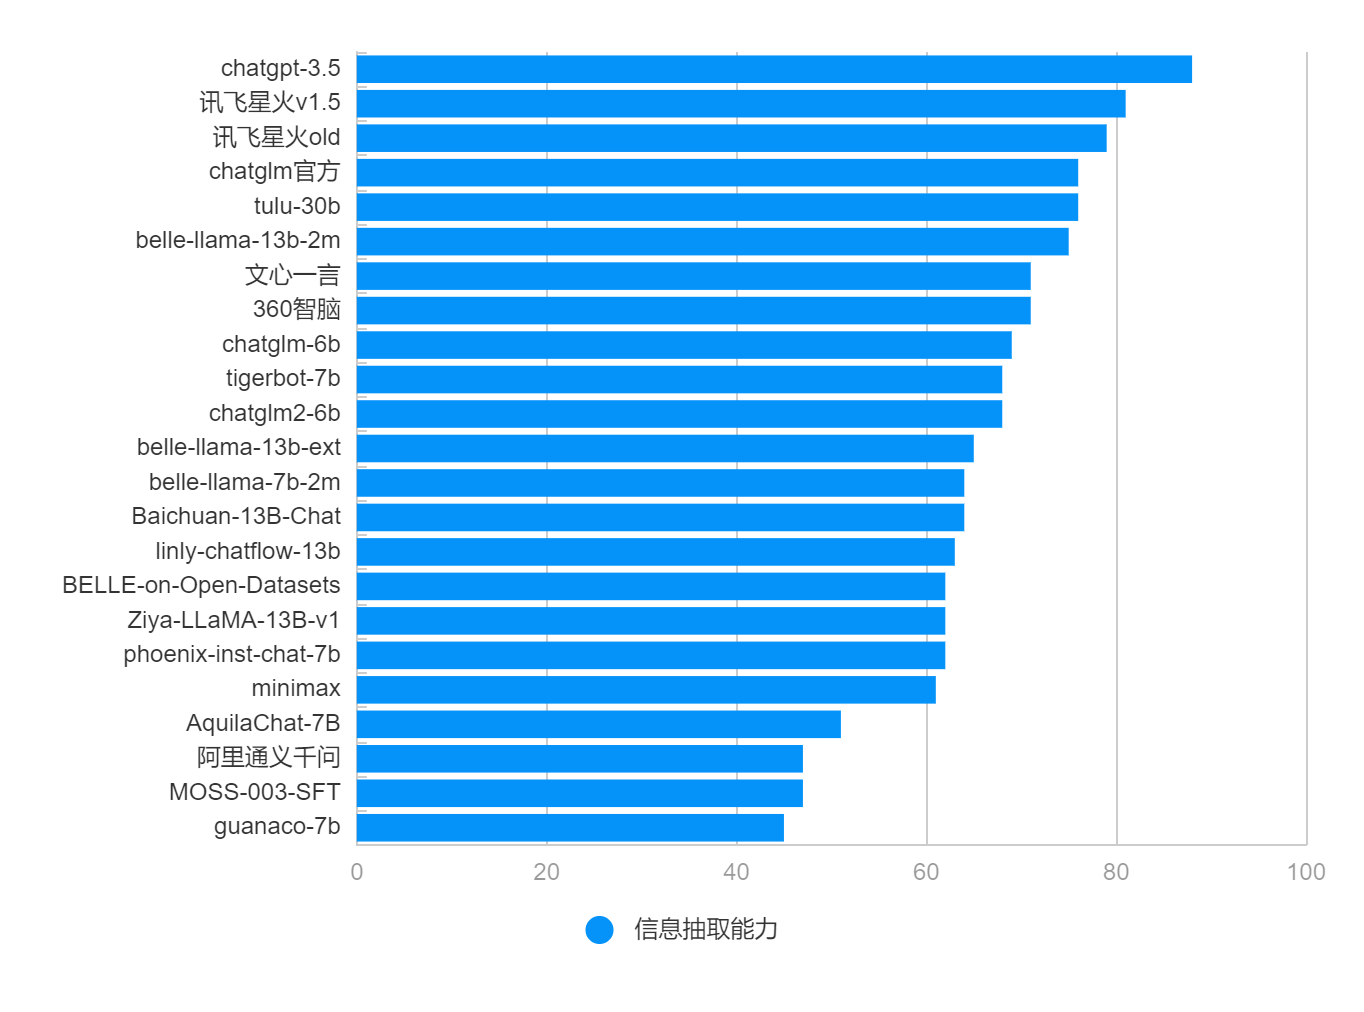 chatgpt-3.5
讯飞星火v1.5
讯飞星火old
chatglm官方
tulu-30b
belle-llama-13b-2m
文心一言
360智脑
chatglm-6b
tigerbot-7b
chatglm2-6b
belle-llama-13b-ext
belle-llama-7b-2m
Baichuan-13B-Chat
linly-chatflow-13b
BELLE-on-Open-Datasets
Ziya-LLaMA-13B-v1
phoenix-inst-chat-7b
minimax
AquilaChat-7B
阿里通义千问
MOSS-003-SFT
guanaco-7b
0 20 40 60 80 100
信息抽取能力